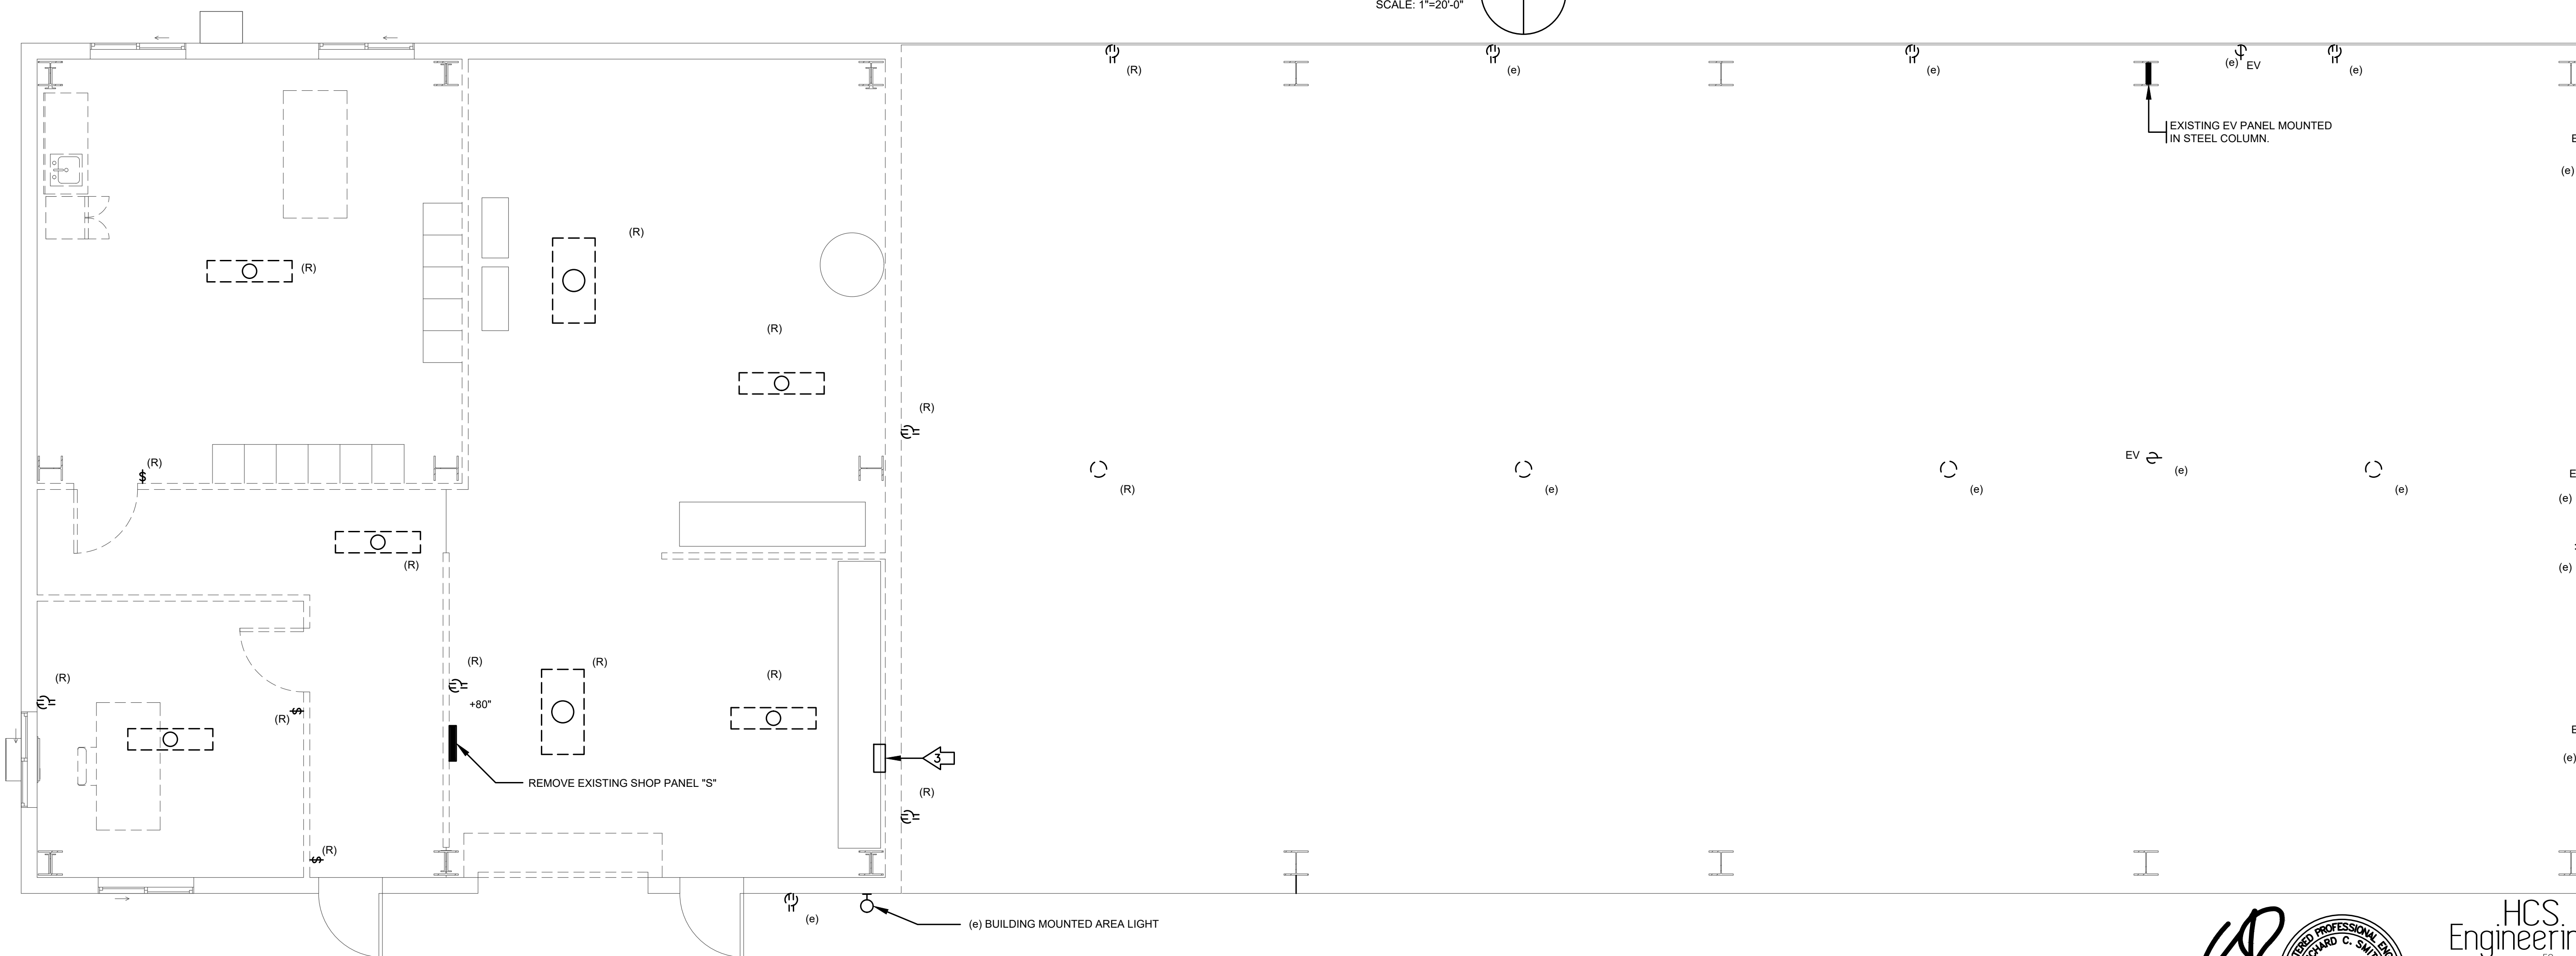 SCALE: 1"=20'-0"
(R)
(e)
(e)
(e)
EV
(e)
EXISTING EV PANEL MOUNTED
IN STEEL COLUMN.
(e)
(R)
(R)
(R)
(R)
(R)
$
EV
(e)
(R)
(e)
(e)
(e)
(e)
(R)
(e)
(R)
(R)
(R)
(R)
(R)
$
+80"
(e)
3
REMOVE EXISTING SHOP PANEL "S"
(R)
(R)
$
(e)
(e) BUILDING MOUNTED AREA LIGHT
HCS